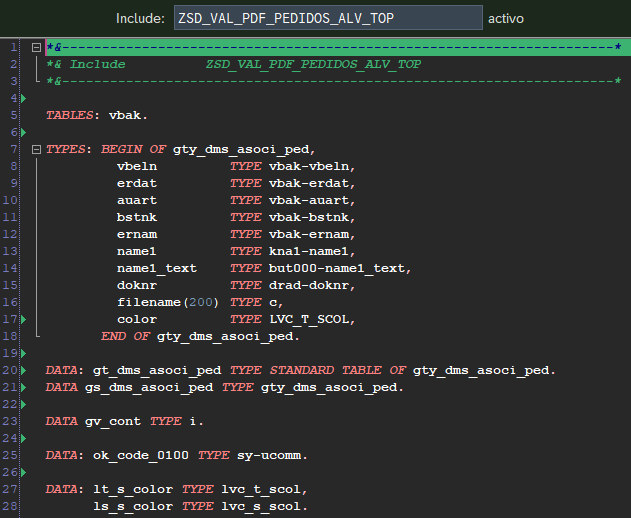 Include: ZSD_VAL_PDF_PEDIDOS_ALV_TOP activo
1 *&---------------------------------------------------------------------*
2 *& Include          ZSD_VAL_PDF_PEDIDOS_ALV_TOP
3 *&---------------------------------------------------------------------*
4
5 TABLES: vbak.
6
7 TYPES: BEGIN OF gty_dms_asoci_ped,
8 vbeln TYPE vbak-vbeln,
9 erdat TYPE vbak-erdat,
10 auart TYPE vbak-auart,
11 bstnk TYPE vbak-bstnk,
12 ernam TYPE vbak-ernam,
13 name1 TYPE kna1-name1,
14 name1_text TYPE but000-name1_text,
15 doknr TYPE drad-doknr,
16 filename(200) TYPE c,
17 color TYPE LVC_T_SCOL,
18 END OF gty_dms_asoci_ped.
19
20 DATA: gt_dms_asoci_ped TYPE STANDARD TABLE OF gty_dms_asoci_ped.
21 DATA gs_dms_asoci_ped TYPE gty_dms_asoci_ped.
22
23 DATA gv_cont TYPE i.
24
25 DATA: ok_code_0100 TYPE sy-ucomm.
26
27 DATA: lt_s_color TYPE lvc_t_scol,
28 ls_s_color TYPE lvc_s_scol.